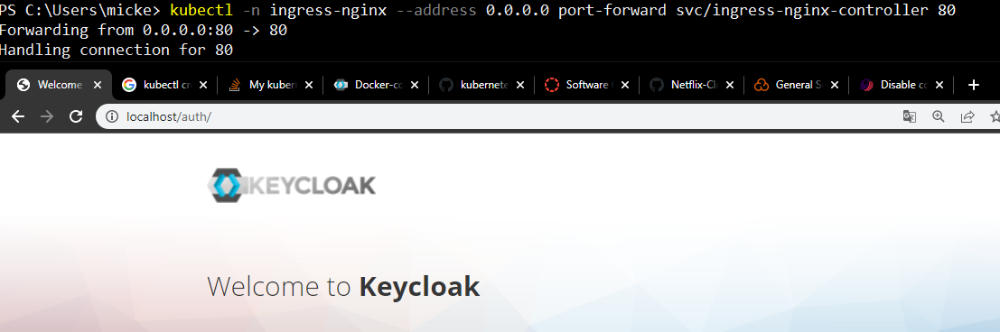 PS C:\Users\micke> kubectl -n ingress-nginx --address 0.0.0.0 port-forward svc/ingress-nginx-controller 80
Forwarding from 0.0.0.0:80 -> 80
Handling connection for 80
Welcome kubectl cr My kuber Docker-co kubernete Software Netflix-Cl General S Disable co
localhost/auth/
KEYCLOAK
Welcome to Keycloak